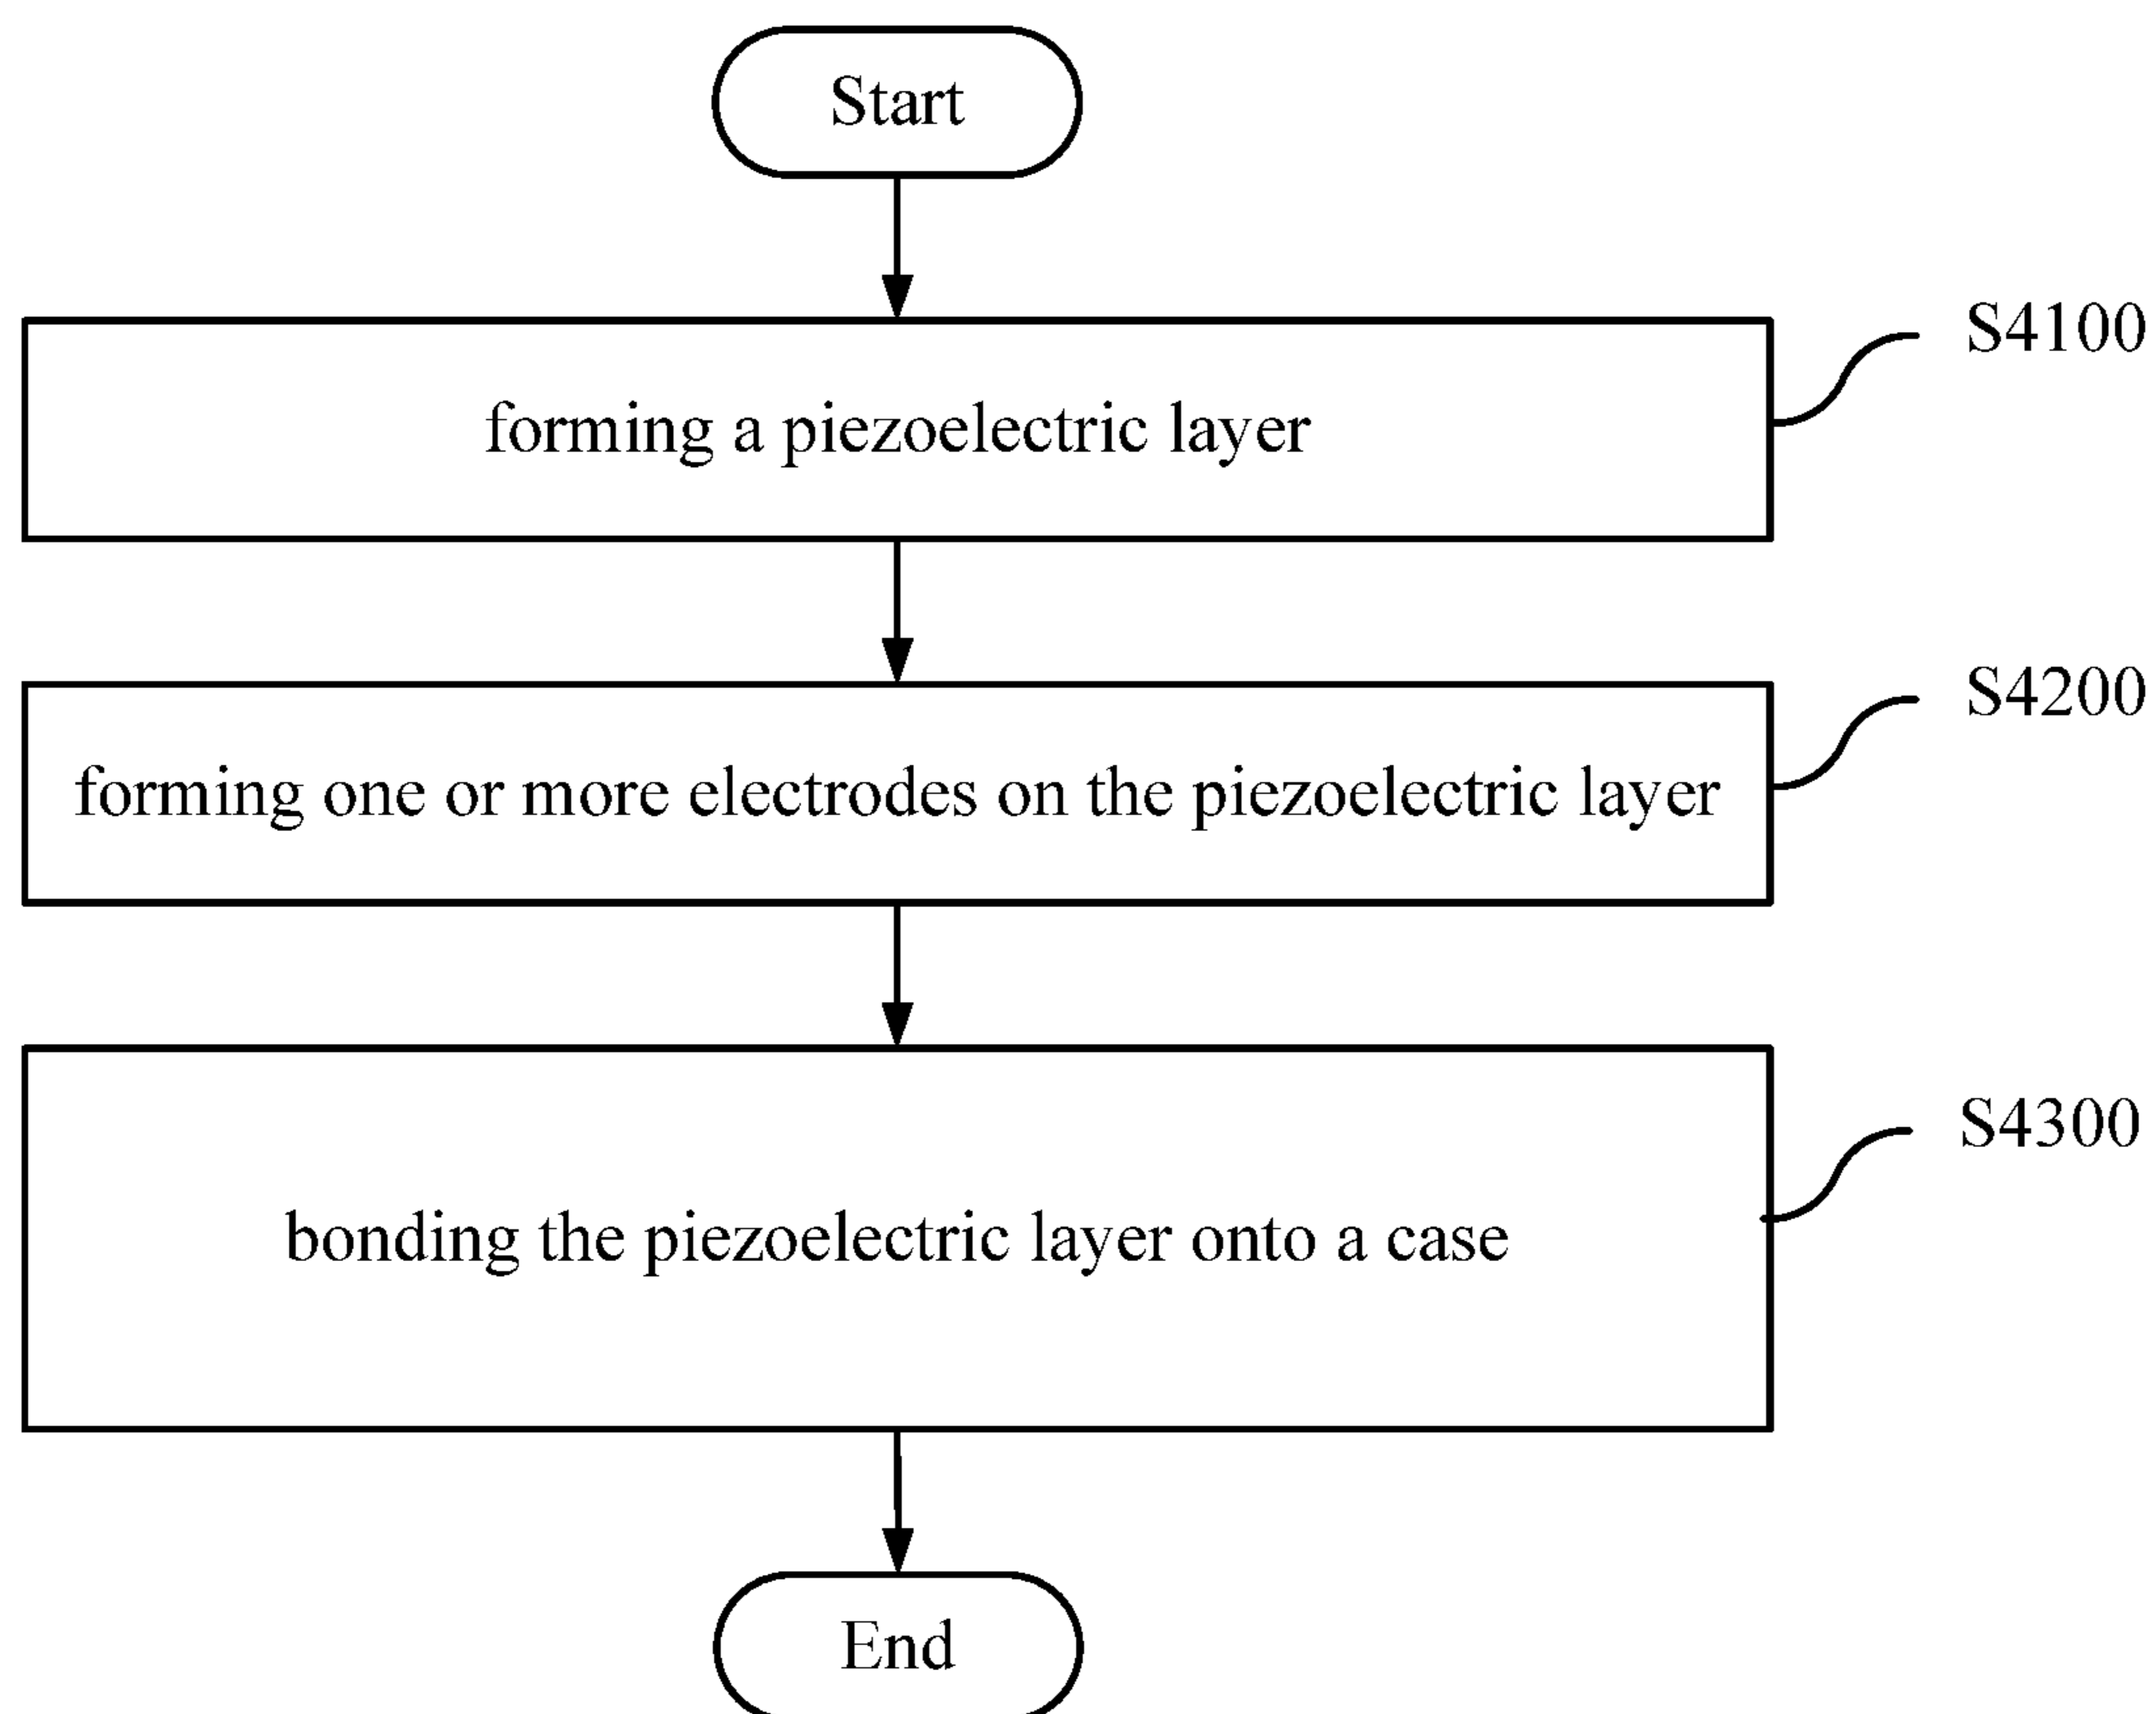 Start
S4100
forming a piezoelectric layer
S4200
forming one or more electrodes on the piezoelectric layer
S4300
bonding the piezoelectric layer onto a case
End